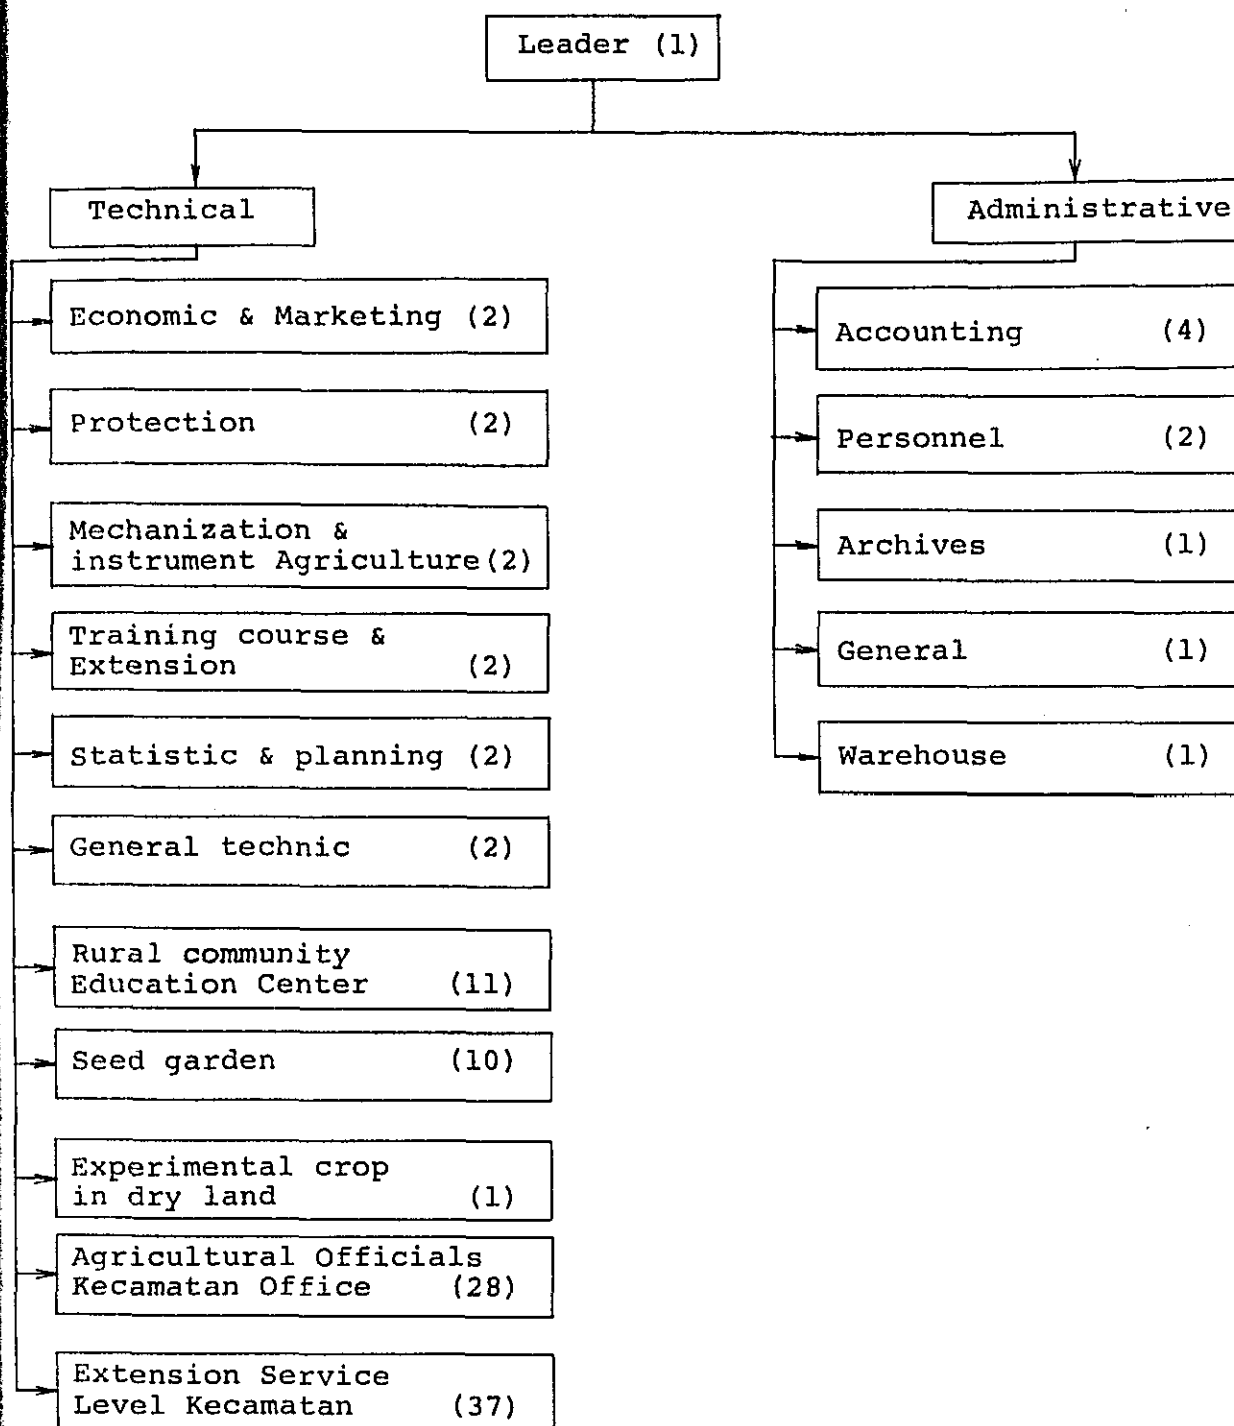 Leader (1)
Technical
Economic & Marketing (2)
Protection (2)
Mechanization &
instrument Agriculture (2)
Training course &
Extension (2)
Statistic & planning (2)
General technic (2)
Rural community
Education Center (11)
Seed garden (10)
Experimental crop
in dry land (1)
Agricultural Officials
Kecamatan Office (28)
Extension Service
Level Kecamatan (37)
Administrative
Accounting (4)
Personnel (2)
Archives (1)
General (1)
Warehouse (1)